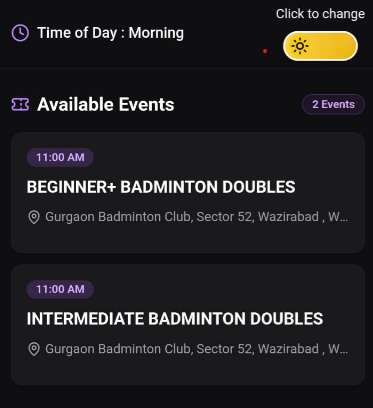 Click to change
Time of Day : Morning
Available Events
2 Events
11:00 AM
BEGINNER+ BADMINTON DOUBLES
Gurgaon Badminton Club, Sector 52, Wazirabad , W...
11:00 AM
INTERMEDIATE BADMINTON DOUBLES
Gurgaon Badminton Club, Sector 52, Wazirabad , W...